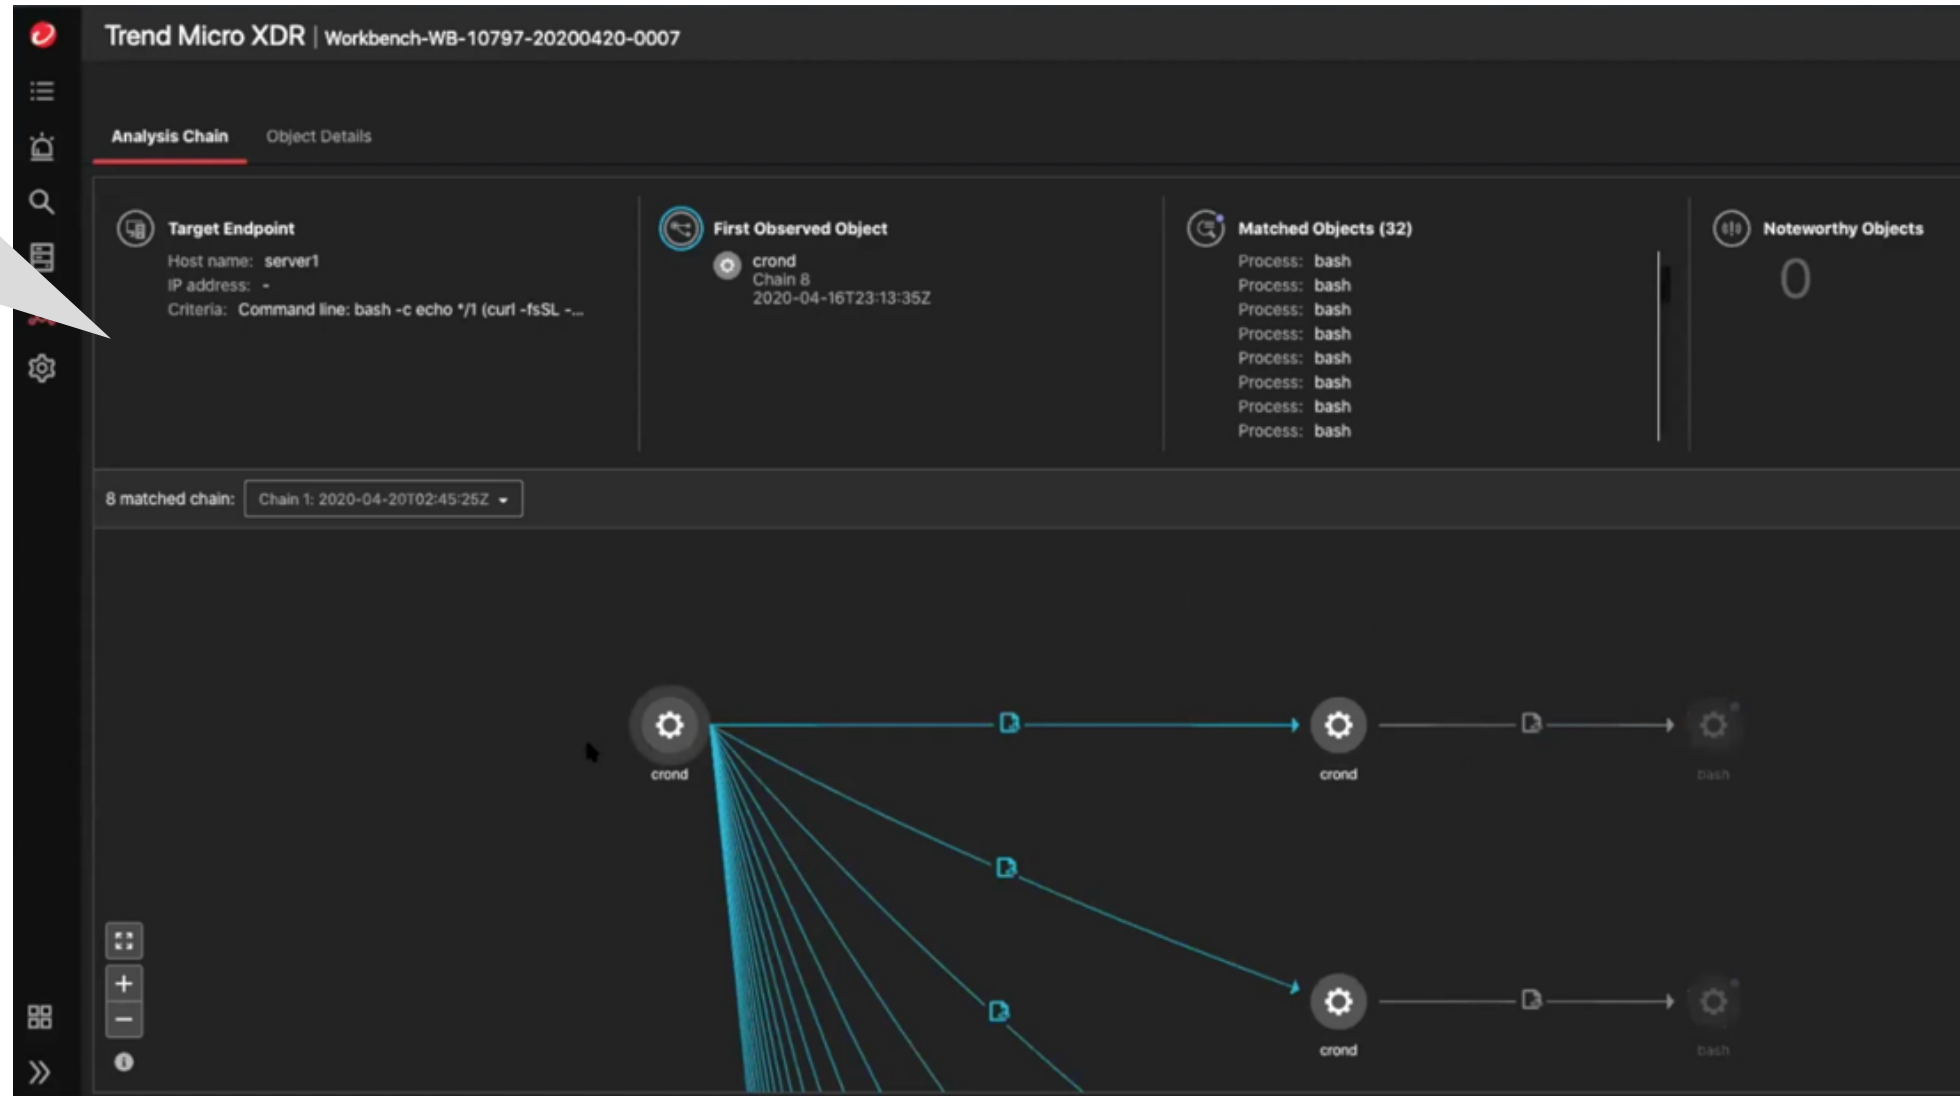 Trend Micro XDR | Workbench-WB-10797-20200420-0007
Analysis Chain
Object Details
Target Endpoint
Host name: server1
IP address: -
Criteria: Command line: bash -c echo */1 (curl -fsSL -...
First Observed Object
crond
Chain 8
2020-04-16T23:13:35Z
Matched Objects (32)
Process: bash
Process: bash
Process: bash
Process: bash
Process: bash
Process: bash
Process: bash
Process: bash
Noteworthy Objects
0
8 matched chain: Chain 1: 2020-04-20T02:45:25Z
crond
crond
bash
crond
bash